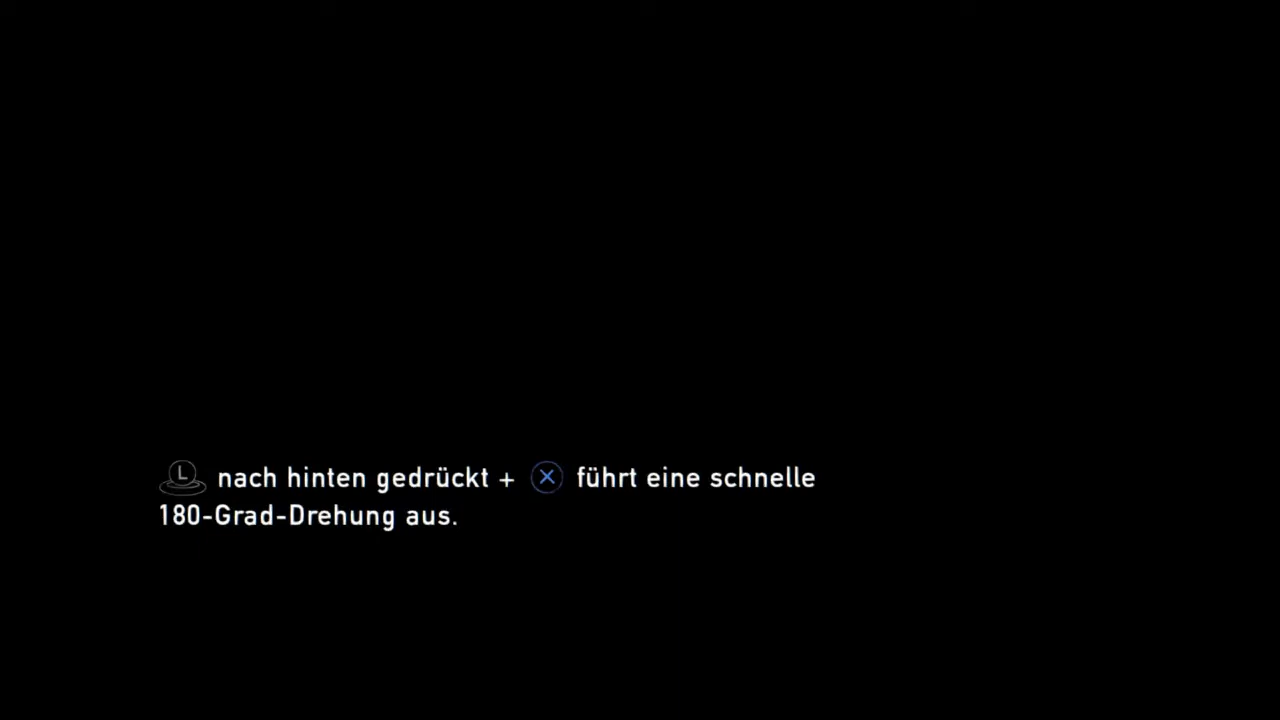 L nach hinten gedrückt + X führt eine schnelle
180-Grad-Drehung aus.